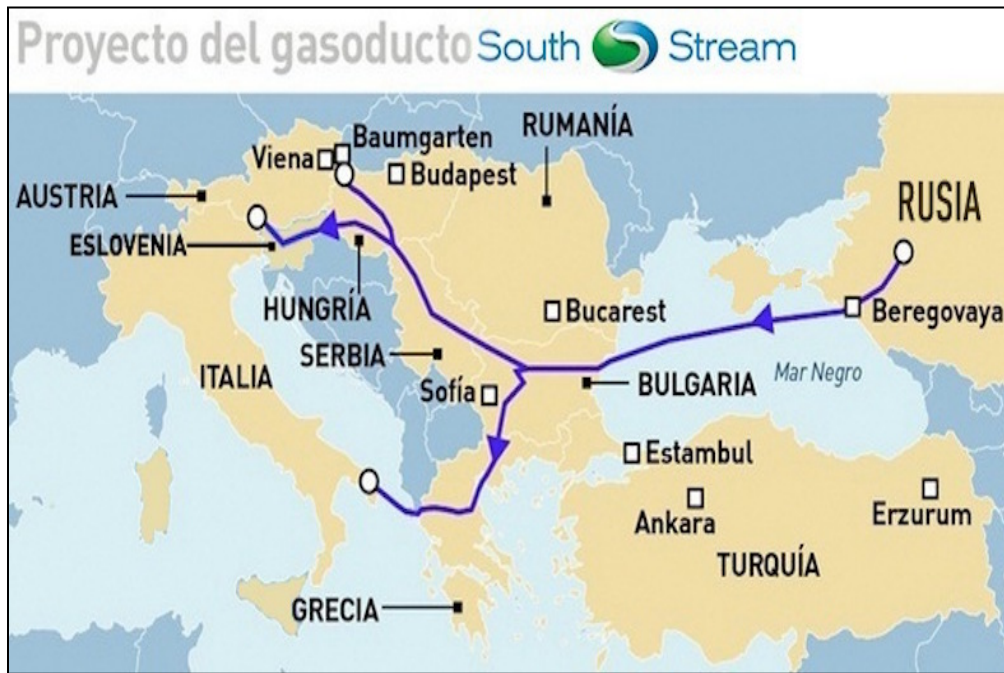 Proyecto del gasoducto South Stream
Baumgarten
RUMANÍA
Viena
Budapest
AUSTRIA
RUSIA
ESLOVENIA
HUNGRÍA
Bucarest
Beregovaya
SERBIA
ITALIA
Mar Negro
Sofía
BULGARIA
Estambul
Ankara
Erzurum
TURQUÍA
GRECIA